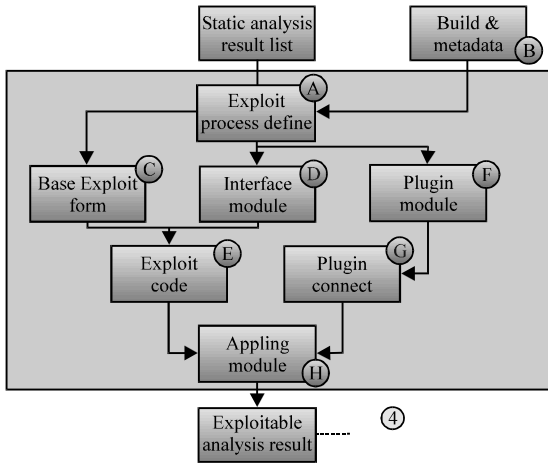 Static analysis
result list
Build &
metadata
B
A
Exploit
process define
C
Base Exploit
form
D
Interface
module
F
Plugin
module
E
Exploit
code
G
Plugin
connect
Appling
module
H
Exploitable
analysis result
4